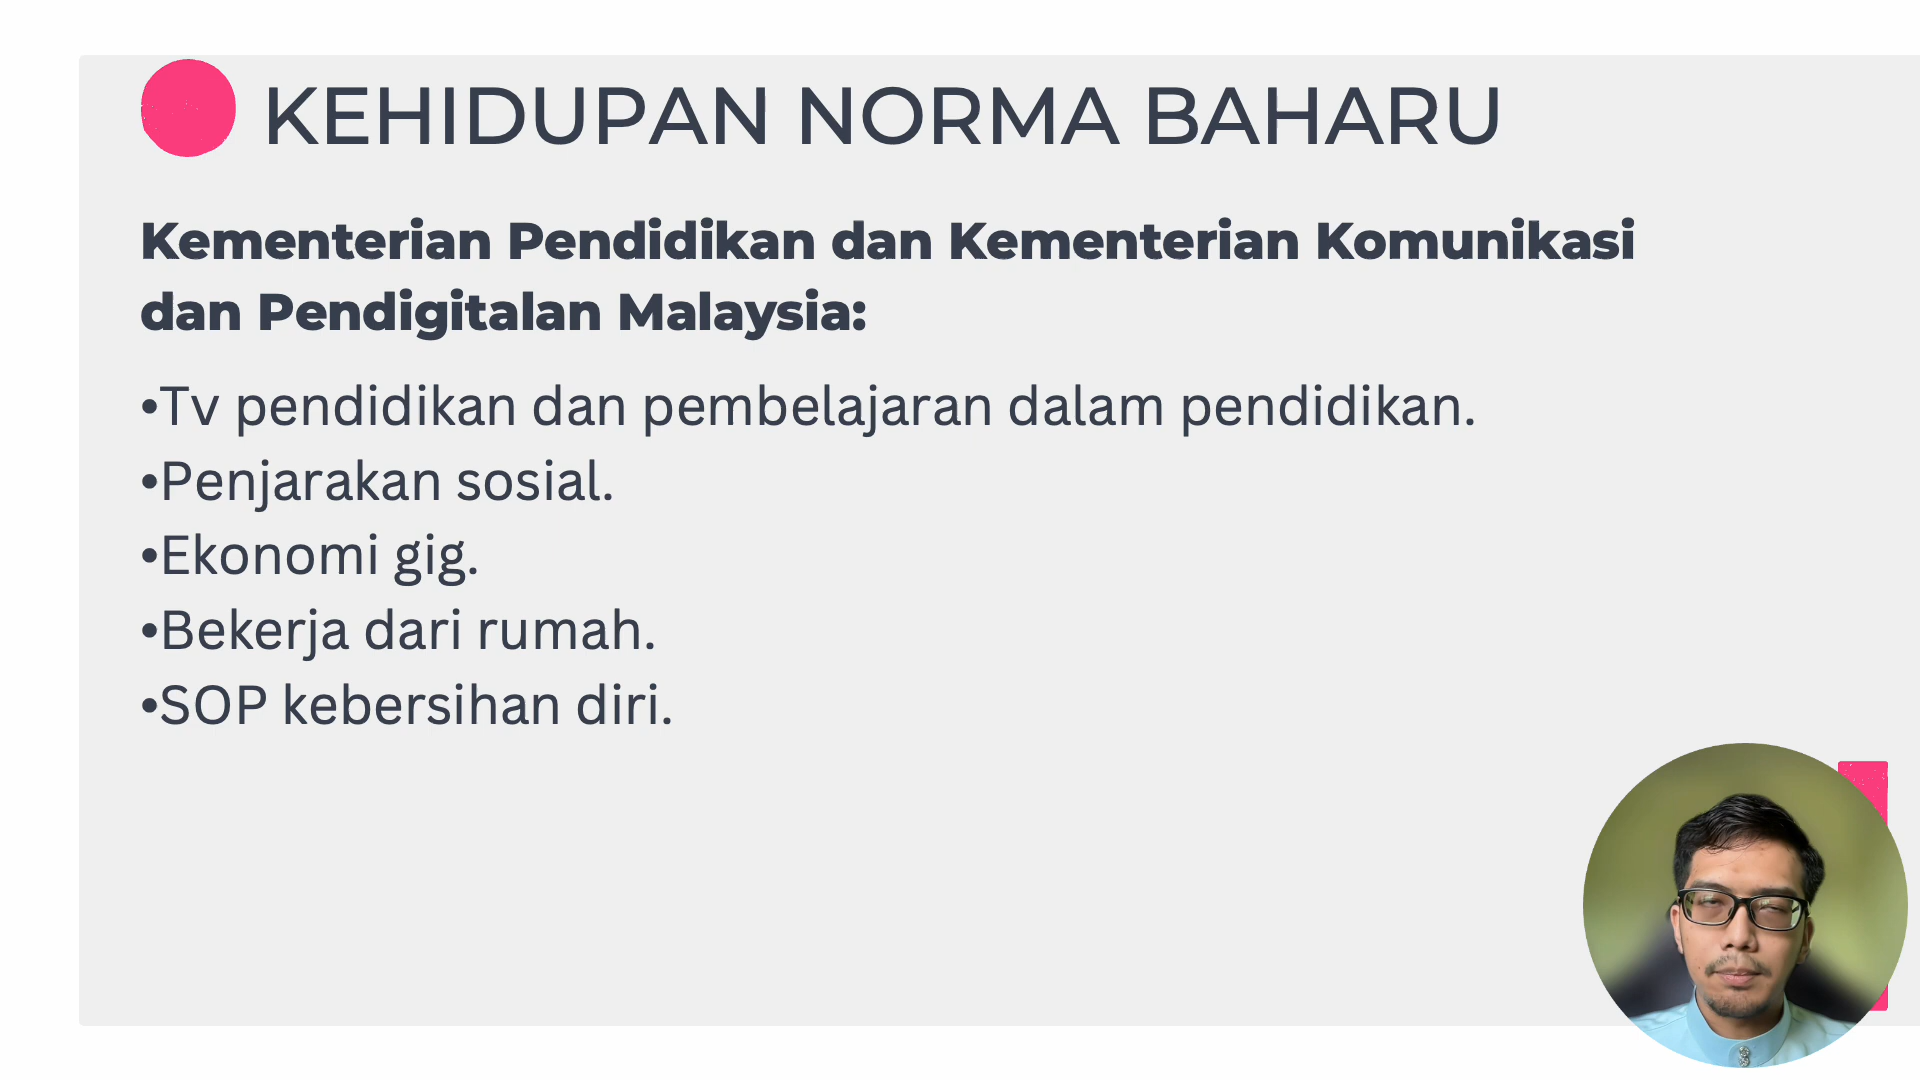 KEHIDUPAN NORMA BAHARU
Kementerian Pendidikan dan Kementerian Komunikasi
dan Pendigitalan Malaysia:
•Tv pendidikan dan pembelajaran dalam pendidikan.
•Penjarakan sosial.
•Ekonomi gig.
•Bekerja dari rumah.
•SOP kebersihan diri.